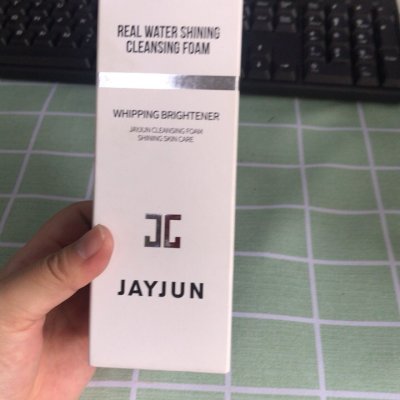 REAL WATER SHINING
CLEANSING FOAM
WHIPPING BRIGHTENER
JAYJUN CLEANSING FOAM
SHINING SKIN CARE
JAYJUN